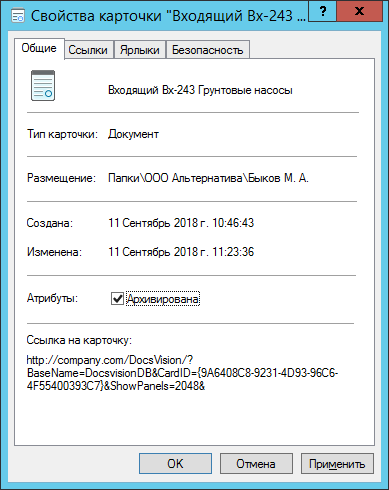 Свойства карточки "Входящий Вх-243 ...
? x
Общие Ссылки Ярлыки Безопасность
Входящий Вх-243 Грунтовые насосы
Тип карточки: Документ
Размещение: Папки\ООО Альтернатива\Быков М. А.
Создана: 11 Сентябрь 2018 г. 10:46:43
Изменена: 11 Сентябрь 2018 г. 11:23:36
Атрибуты: Архивирована
Ссылка на карточку:
http://company.com/DocsVision/?
BaseName=DocsvisionDB&CardID={9A6408C8-9231-4D93-96C6-
4F55400393C7}&ShowPanels=2048&
OK Отмена Применить